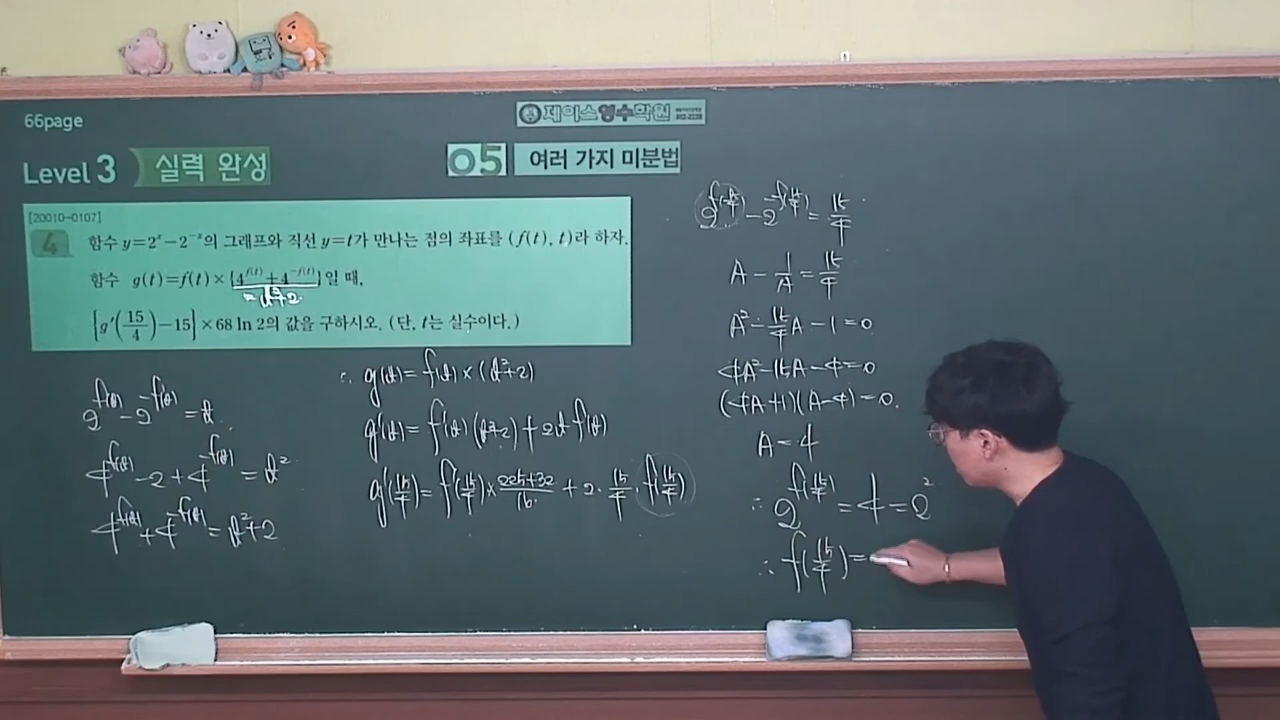 66page
제이스영수학원
Level 3 실력 완성
05 여러 가지 미분법
[20010-0107]
4 함수 y=2^x-2^{-x}의 그래프와 직선 y=t가 만나는 점의 좌표를 (f(t), t)라 하자.
함수 g(t)=f(t)×{4^{f(t)}+4^{-f(t)}}일 때,
=t²+2
{g'(15/4)-15}×68 ln 2의 값을 구하시오. (단, t는 실수이다.)
2^{f(t)}-2^{-f(t)}=t
4^{f(t)}-2+4^{-f(t)}=t²
4^{f(t)}+4^{-f(t)}=t²+2
∴ g(t)=f(t)×(t²+2)
g'(t)=f'(t)(t²+2)+2t f(t)
g'(15/4)=f'(15/4)×(225+32)/16+2·15/4·f(15/4)
2^{f(15/4)}-2^{-f(15/4)}=15/4
A-1/A=15/4
A²-15/4A-1=0
4A²-15A-4=0
(4A+1)(A-4)=0.
A=4
∴ 2^{f(15/4)}=4=2²
∴ f(15/4)=